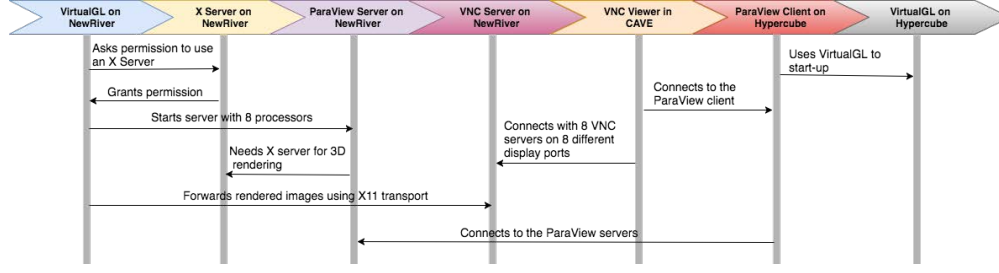 VirtualGL on
NewRiver
X Server on
NewRiver
ParaView Server on
NewRiver
VNC Server on
NewRiver
VNC Viewer in
CAVE
ParaView Client on
Hypercube
VirtualGL on
Hypercube
Asks permission to use
an X Server
Uses VirtualGL to
start-up
Grants permission
Connects to the
ParaView client
Starts server with 8 processors
Connects with 8 VNC
servers on 8 different
display ports
Needs X server for 3D
rendering
Forwards rendered images using X11 transport
Connects to the ParaView servers